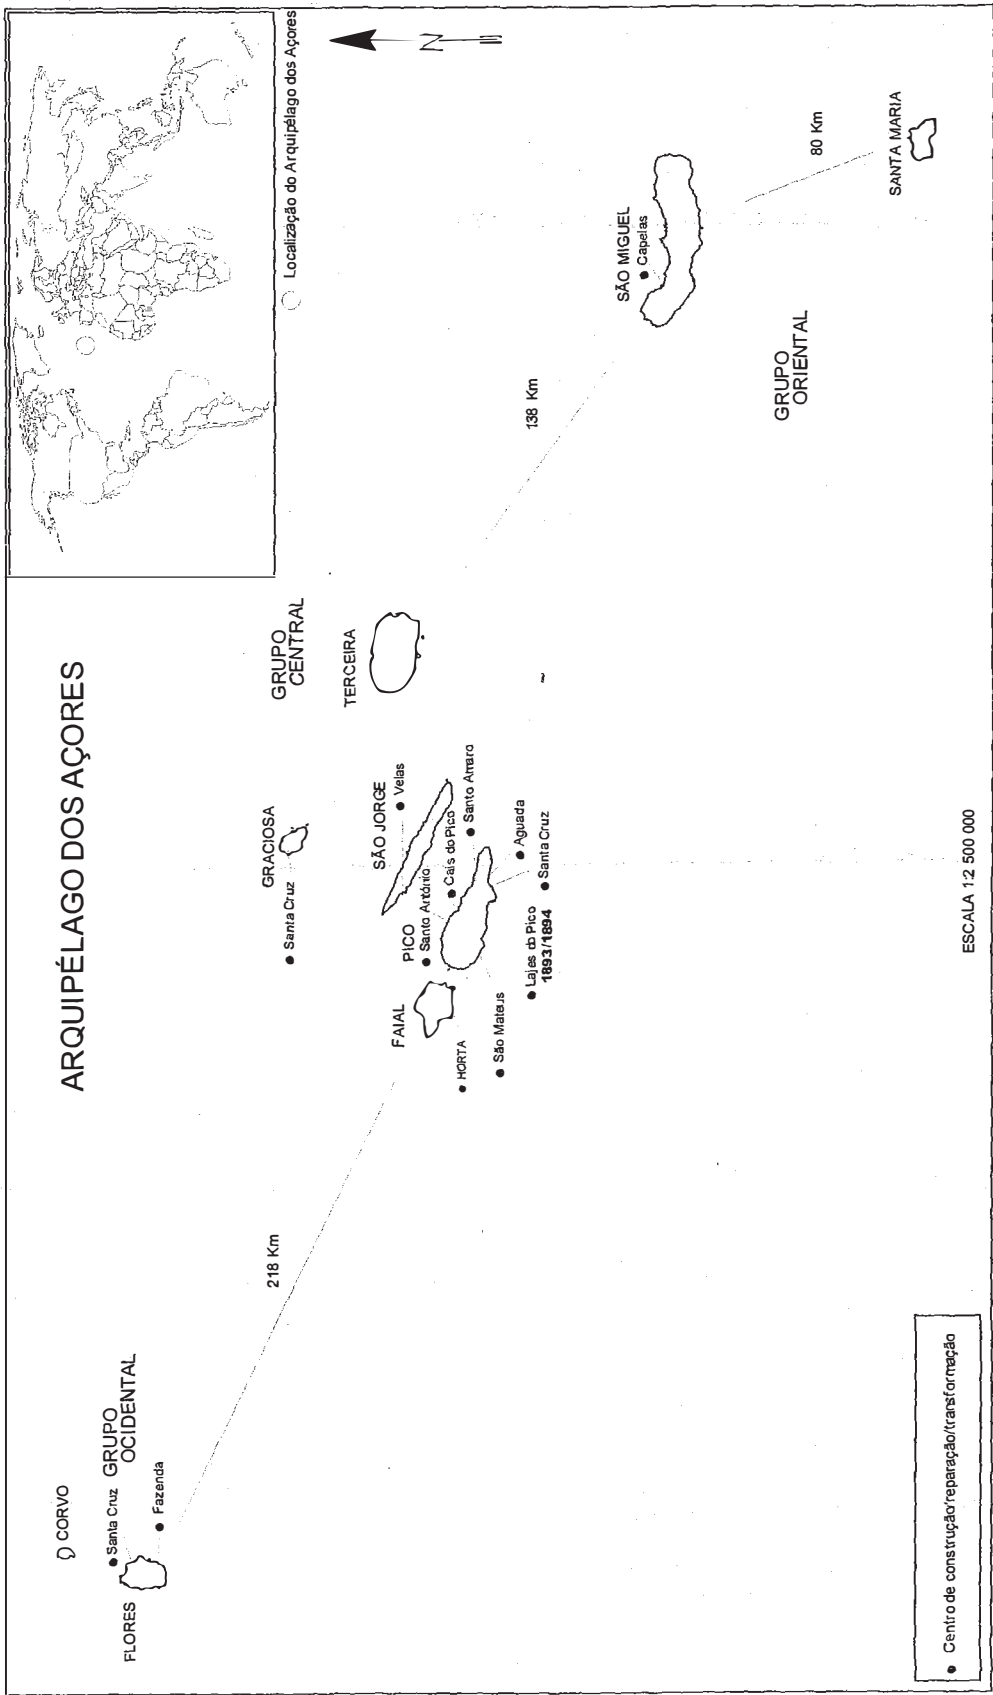 ARQUIPÉLAGO DOS AÇORES
Localização do Arquipélago dos Açores
N
CORVO
Santa Cruz
GRUPO
OCIDENTAL
FLORES
Fazenda
218 Km
GRUPO
CENTRAL
GRACIOSA
Santa Cruz
TERCEIRA
SÃO JORGE
Velas
FAIAL
HORTA
PICO
Santo António
Cais do Pico
Santo Amaro
Aguada
Santa Cruz
Lajes do Pico
1893/1894
São Mateus
138 Km
SÃO MIGUEL
Capelas
GRUPO
ORIENTAL
80 Km
SANTA MARIA
ESCALA 1:2 500 000
Centro de construção/reparação/transformação